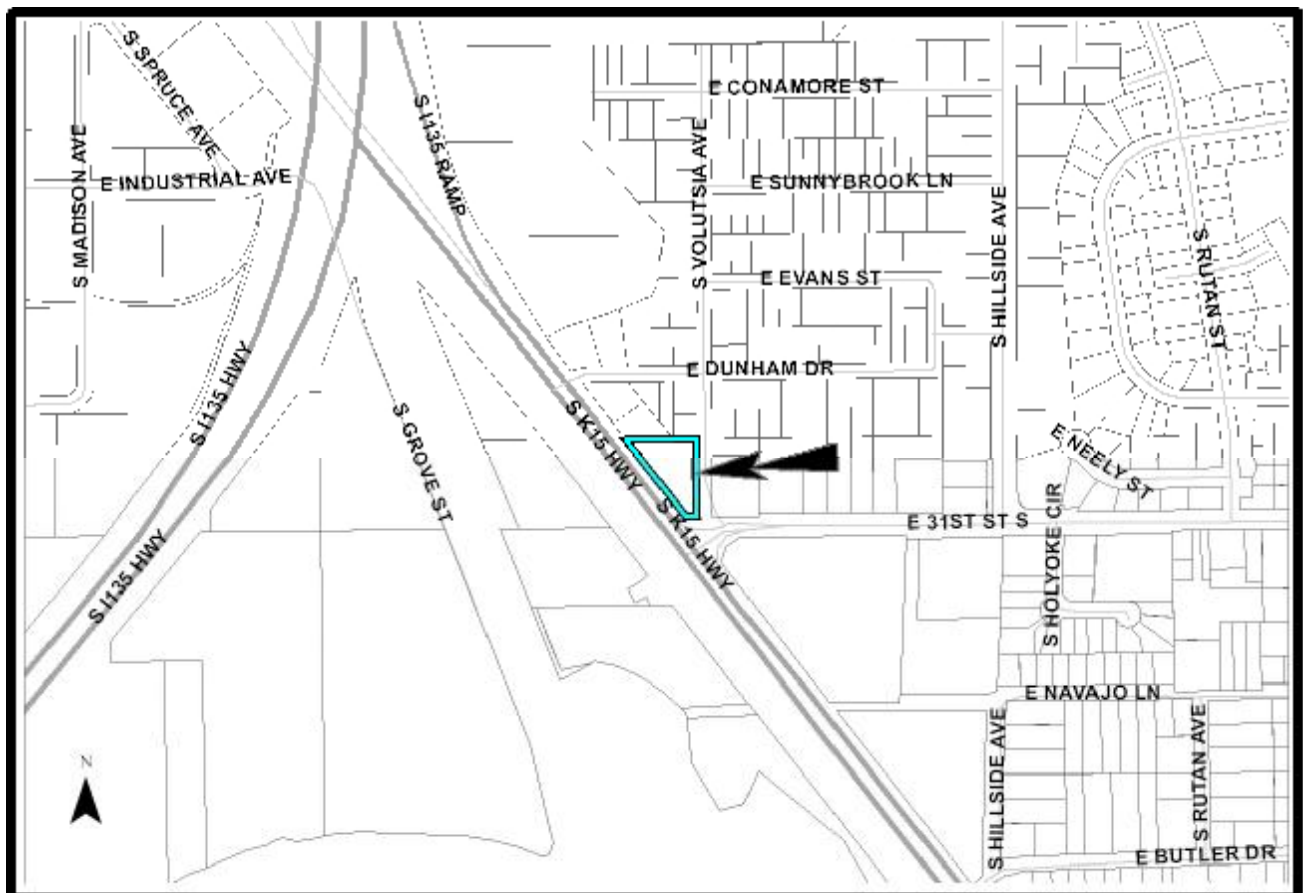 S SPRUCE AVE
E CONAMORE ST
S I135 RAMP
S MADISON AVE
S VOLUTSIA AVE
E INDUSTRIAL AVE
E SUNNYBROOK LN
S HILLSIDE AVE
S RUTAN ST
E EVANS ST
E DUNHAM DR
S I135 HWY
S GROVE ST
S K15 HWY
E NEELY ST
S K15 HWY
E 31ST ST S
S I135 HWY
S HOLYOKE CIR
E NAVAJO LN
S HILLSIDE AVE
S RUTAN AVE
N
E BUTLER DR